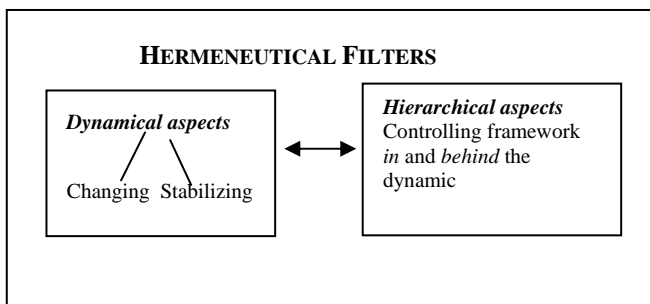 HERMENEUTICAL FILTERS
Dynamical aspects
Changing Stabilizing
Hierarchical aspects
Controlling framework
in and behind the
dynamic